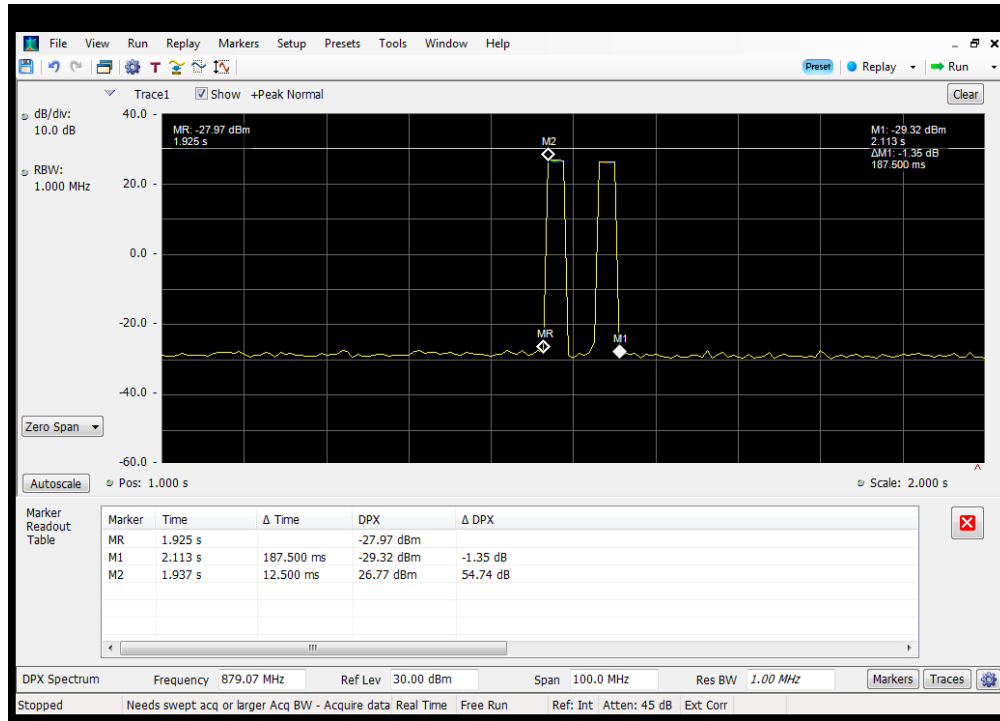 File View Run Replay Markers Setup Presets Tools Window Help
T
Preset Replay Run
Trace1 Show +Peak Normal Clear
dB/div:
10.0 dB
RBW:
1.000 MHz
40.0
20.0
0.0
-20.0
-40.0
-60.0
MR: -27.97 dBm
1.925 s
M1: -29.32 dBm
2.113 s
ΔM1: -1.35 dB
187.500 ms
M2
MR
M1
Zero Span
Autoscale Pos: 1.000 s Scale: 2.000 s
Marker
Readout
Table
Marker Time Δ Time DPX Δ DPX
MR 1.925 s -27.97 dBm
M1 2.113 s 187.500 ms -29.32 dBm -1.35 dB
M2 1.937 s 12.500 ms 26.77 dBm 54.74 dB
DPX Spectrum Frequency 879.07 MHz Ref Lev 30.00 dBm Span 100.0 MHz Res BW 1.00 MHz Markers Traces
Stopped Needs swept acq or larger Acq BW - Acquire data Real Time Free Run Ref: Int Atten: 45 dB Ext Corr